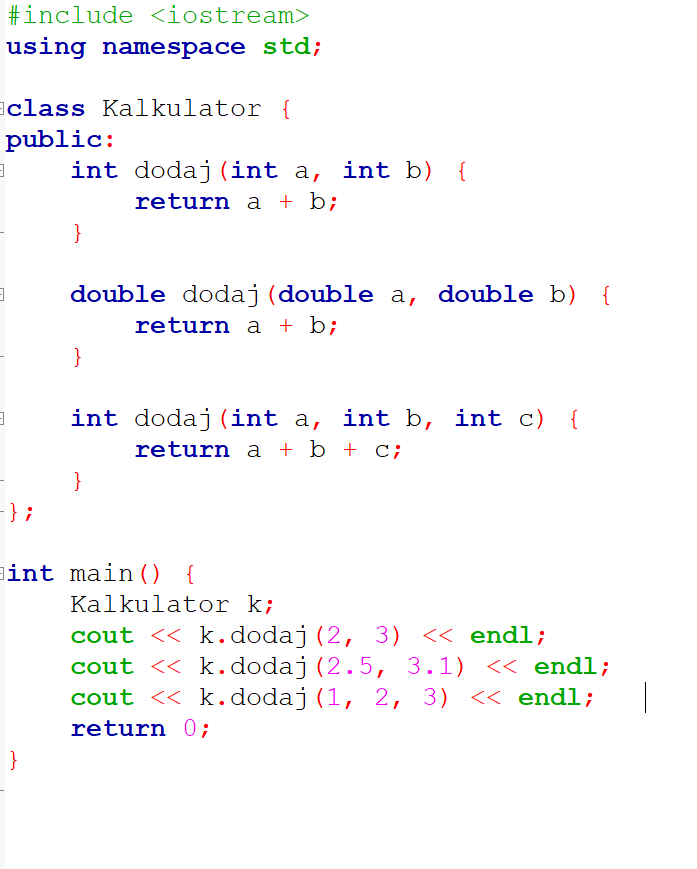 #include <iostream>
using namespace std;

class Kalkulator {
public:
    int dodaj(int a, int b) {
        return a + b;
    }

    double dodaj(double a, double b) {
        return a + b;
    }

    int dodaj(int a, int b, int c) {
        return a + b + c;
    }
};

int main() {
    Kalkulator k;
    cout << k.dodaj(2, 3) << endl;
    cout << k.dodaj(2.5, 3.1) << endl;
    cout << k.dodaj(1, 2, 3) << endl;
    return 0;
}